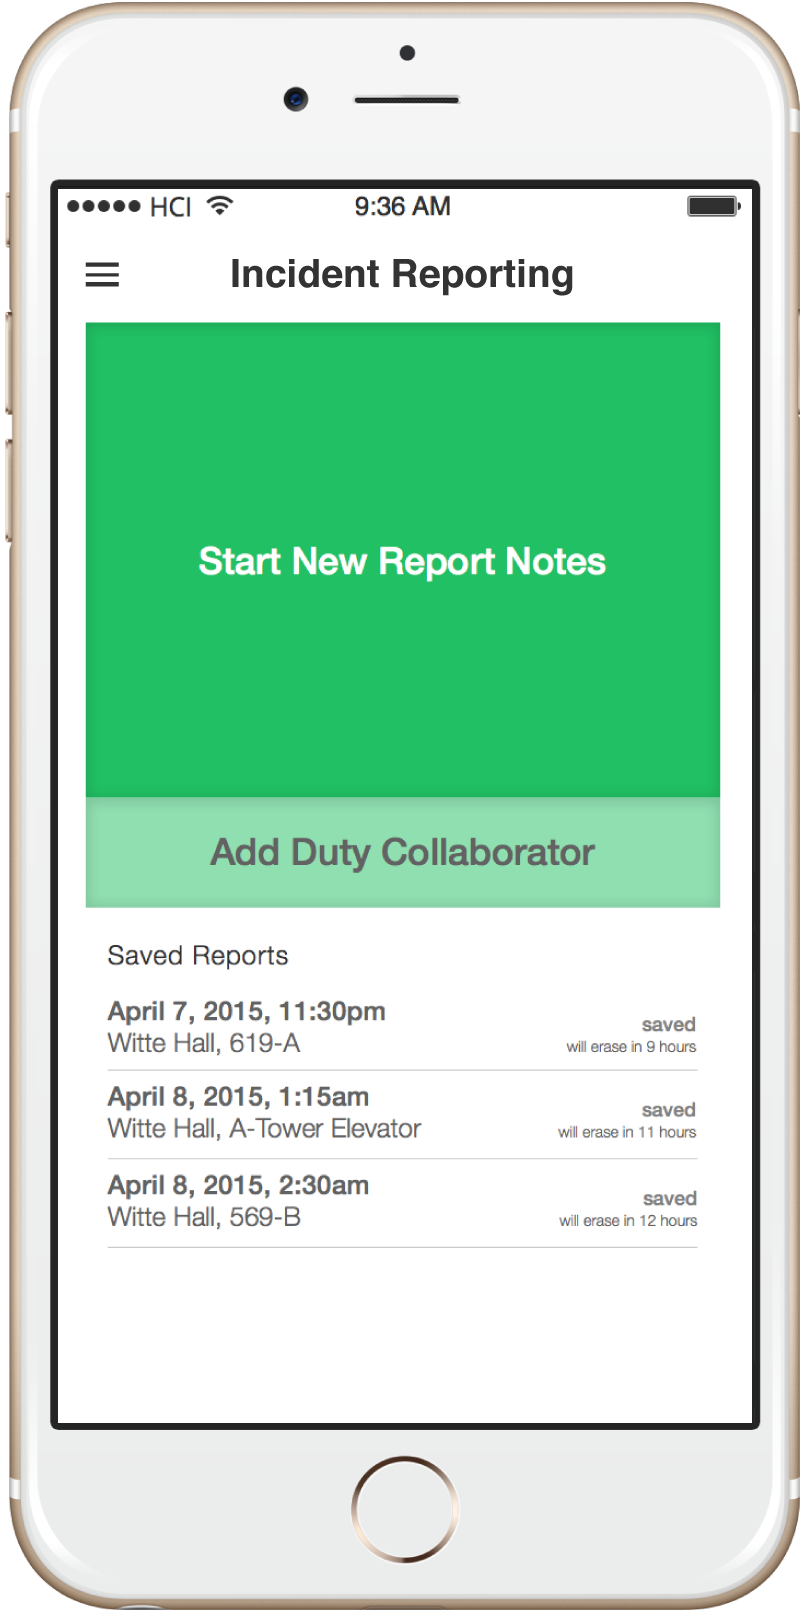 HCI 9:36 AM
Incident Reporting
Start New Report Notes
Add Duty Collaborator
Saved Reports
April 7, 2015, 11:30pm
Witte Hall, 619-A
saved
will erase in 9 hours
April 8, 2015, 1:15am
Witte Hall, A-Tower Elevator
saved
will erase in 11 hours
April 8, 2015, 2:30am
Witte Hall, 569-B
saved
will erase in 12 hours